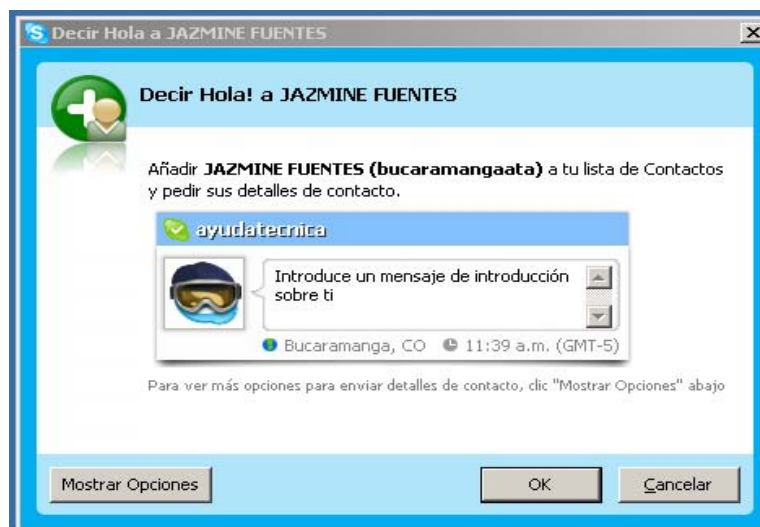 Decir Hola a JAZMINE FUENTES
Decir Hola! a JAZMINE FUENTES
Añadir JAZMINE FUENTES (bucaramangaata) a tu lista de Contactos
y pedir sus detalles de contacto.
ayudatecnica
Introduce un mensaje de introducción
sobre ti
Bucaramanga, CO 11:39 a.m. (GMT-5)
Para ver más opciones para enviar detalles de contacto, clic "Mostrar Opciones" abajo
Mostrar Opciones OK Cancelar